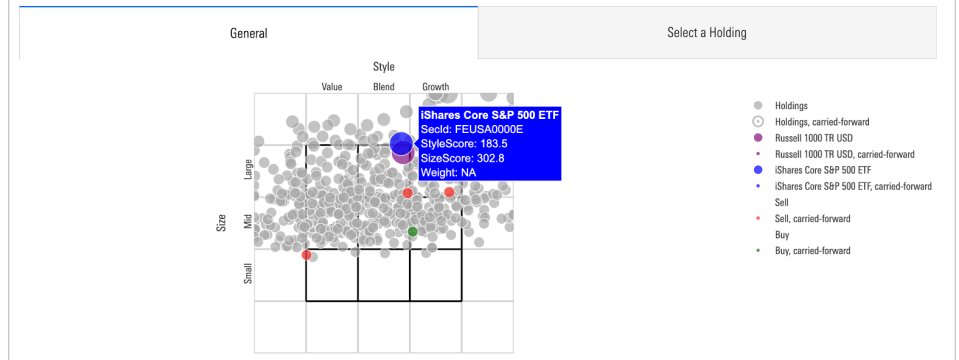 General
Select a Holding
Style
Value
Blend
Growth
iShares Core S&P 500 ETF
SecId: FEUSA0000E
StyleScore: 183.5
SizeScore: 302.8
Weight: NA
Size
Large
Mid
Small
Holdings
Holdings, carried-forward
Russell 1000 TR USD
Russell 1000 TR USD, carried-forward
iShares Core S&P 500 ETF
iShares Core S&P 500 ETF, carried-forward
Sell
Sell, carried-forward
Buy
Buy, carried-forward